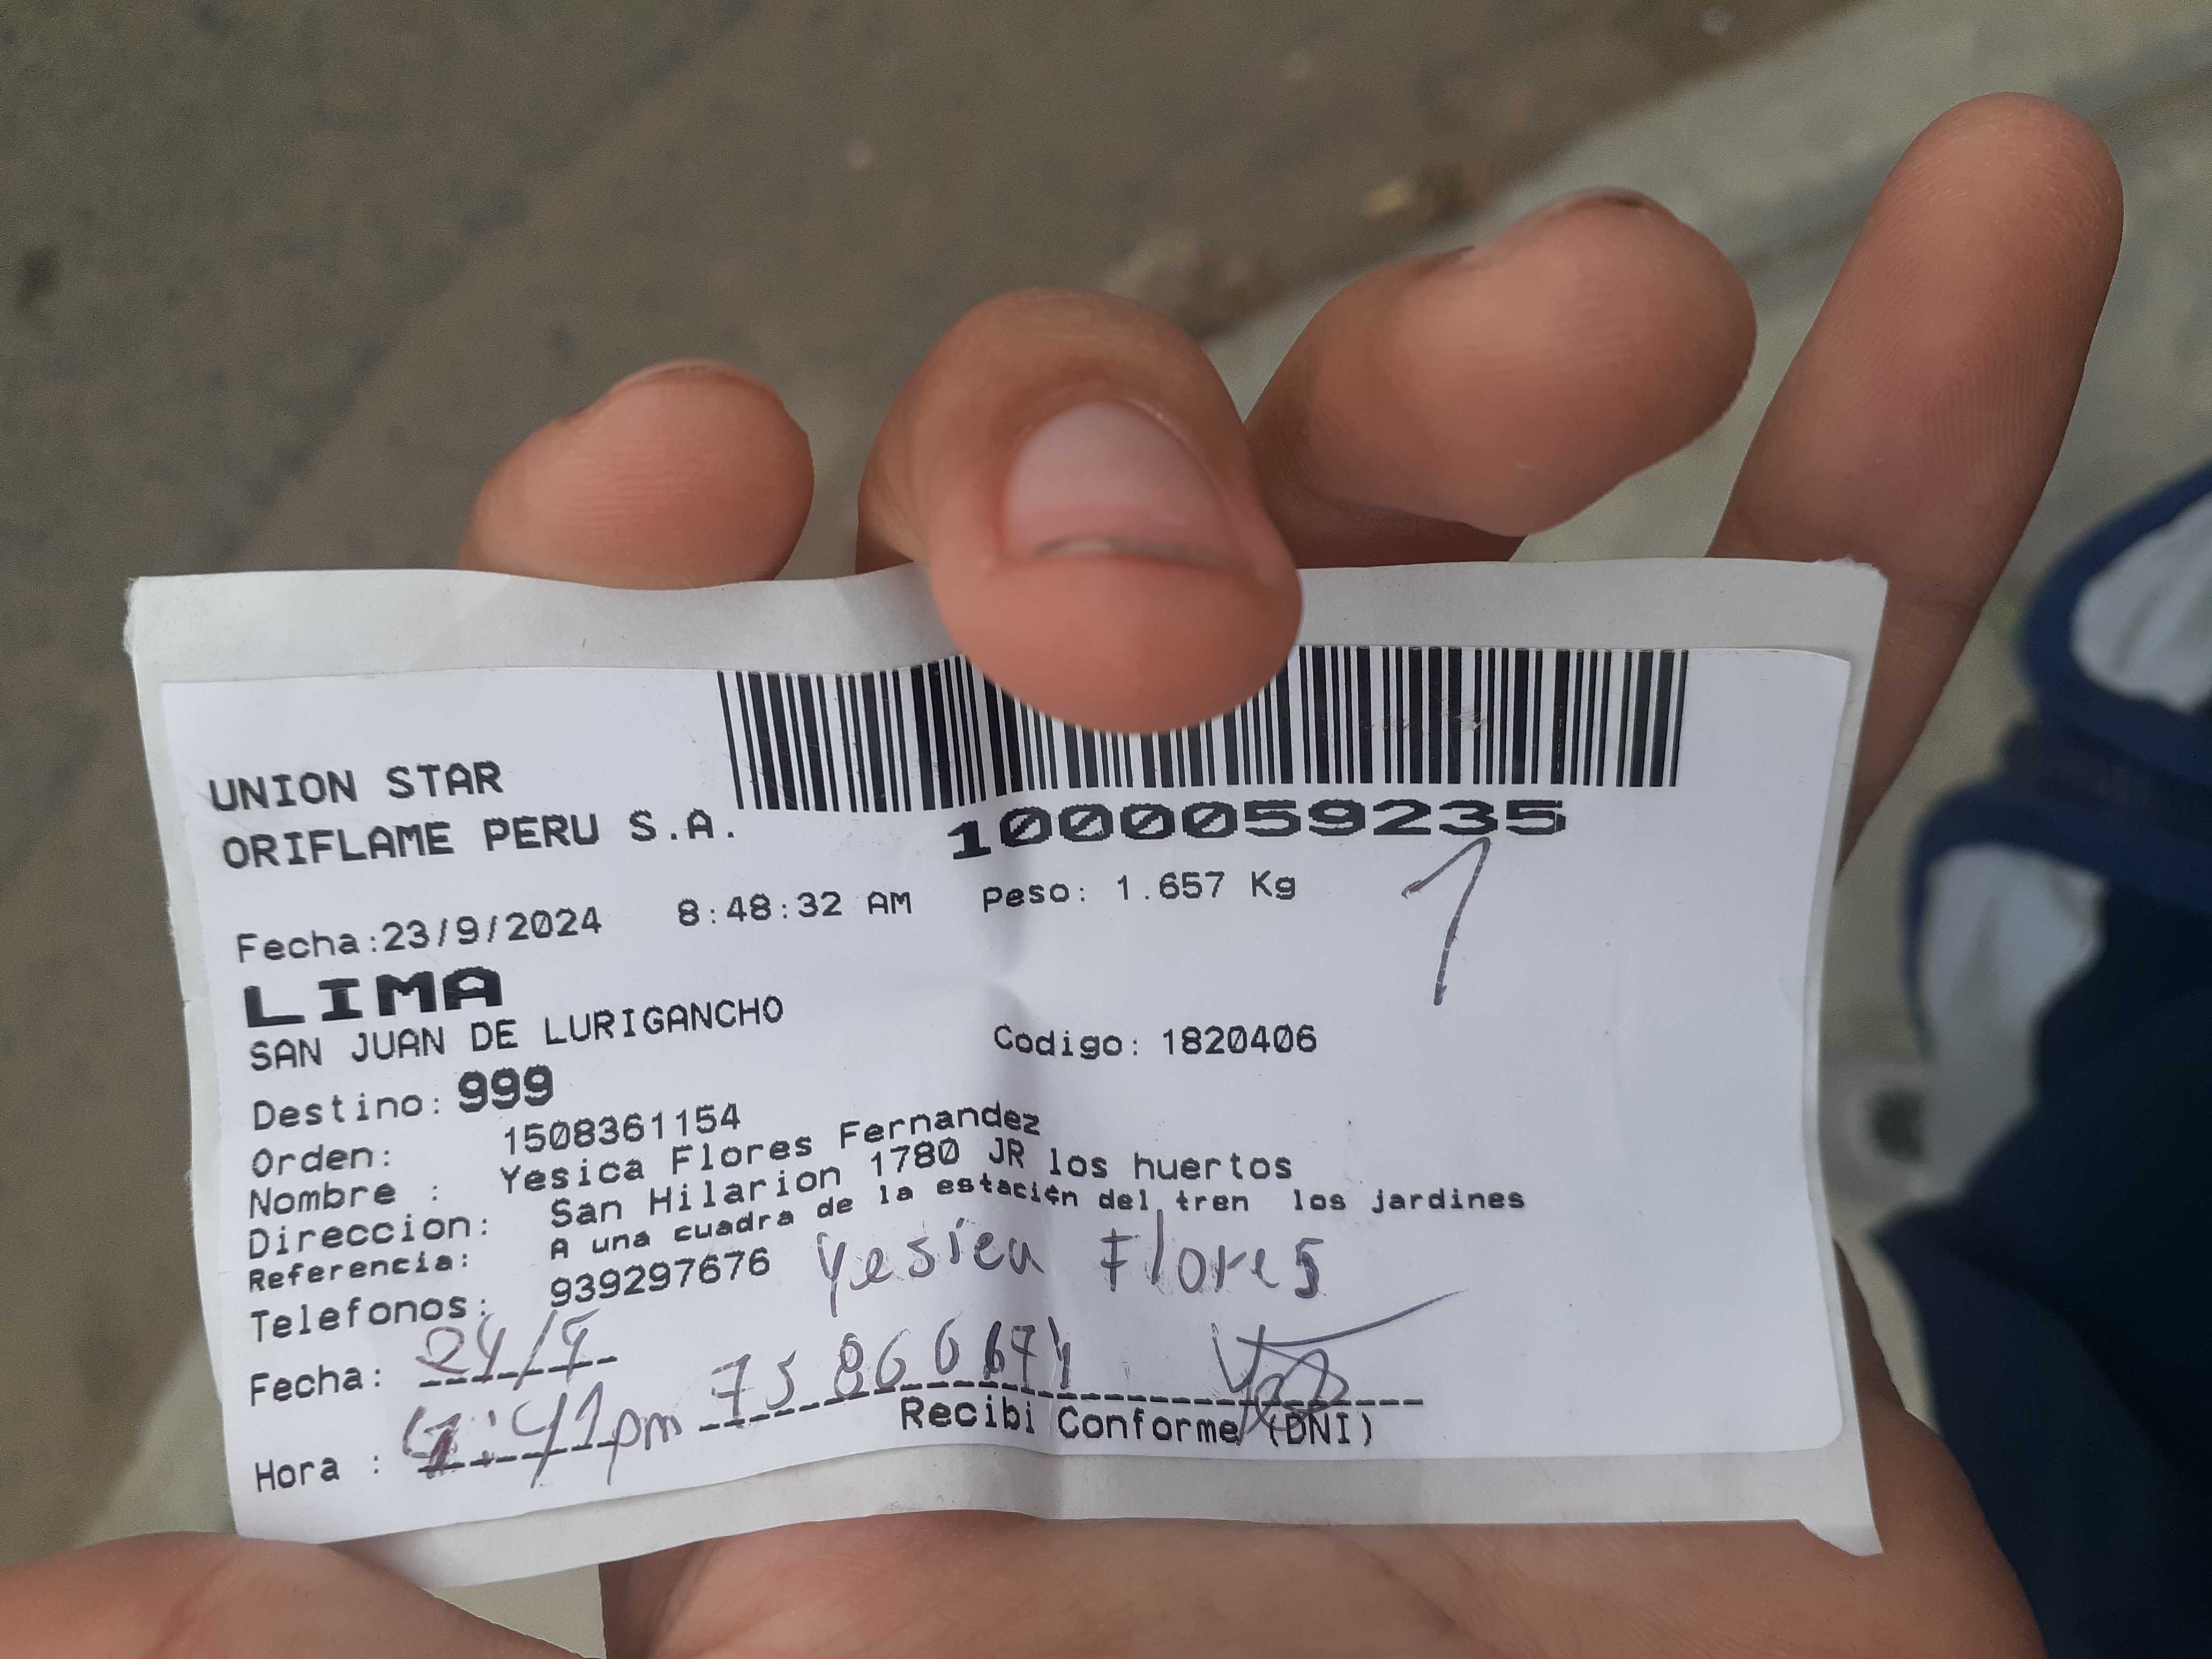 UNION STAR
ORIFLAME PERU S.A.
1000059235
Fecha:23/9/2024 8:48:32 AM Peso: 1.657 Kg
1
LIMA
SAN JUAN DE LURIGANCHO
Codigo: 1820406
Destino: 999
Orden: 1508361154
Nombre : Yesica Flores Fernandez
Direccion: San Hilarion 1780 JR los huertos
Referencia: A una cuadra de la estación del tren los jardines
Telefonos: 939297676
Yesica Flores
Fecha: 24/9
Hora : :41pm
Recibi Conforme (DNI)